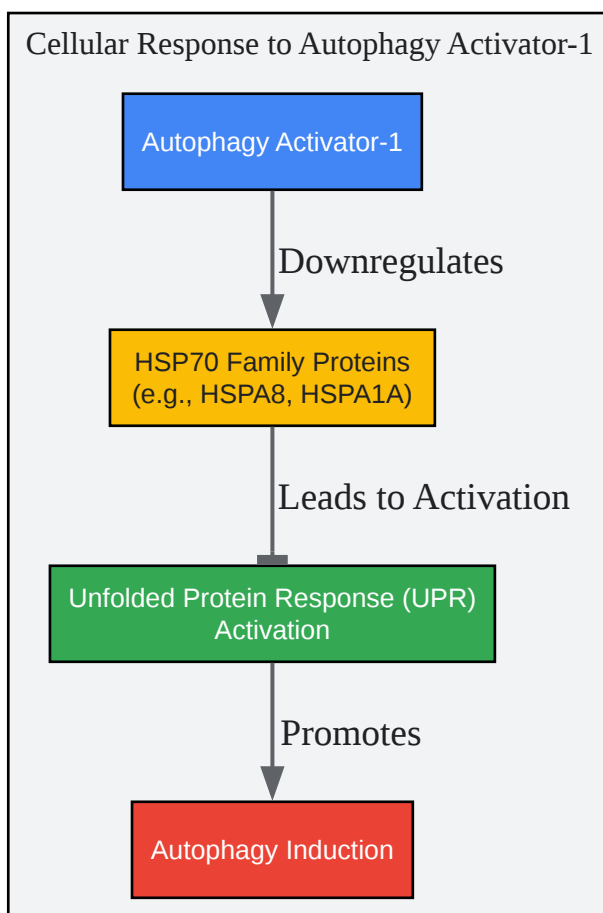 Cellular Response to Autophagy Activator-1
Autophagy Activator-1
Downregulates
HSP70 Family Proteins
(e.g., HSPA8, HSPA1A)
Leads to Activation
Unfolded Protein Response (UPR)
Activation
Promotes
Autophagy Induction